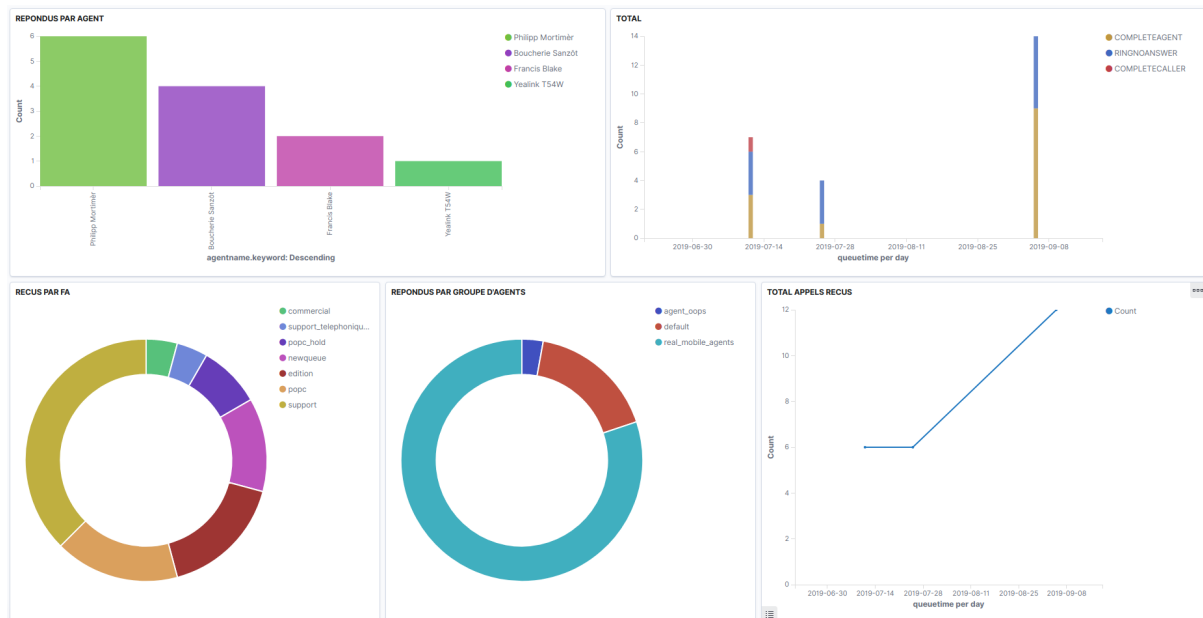 REPONDUS PAR AGENT
6
5
4
3
2
1
0
Count
Philipp Mortimèr
Boucherie Sanzôt
Francis Blake
Yealink T54W
agentname.keyword: Descending
Philipp Mortimèr
Boucherie Sanzôt
Francis Blake
Yealink T54W
TOTAL
14
12
10
8
6
4
2
0
Count
2019-06-30
2019-07-14
2019-07-28
2019-08-11
2019-08-25
2019-09-08
queuetime per day
COMPLETEAGENT
RINGNOANSWER
COMPLETECALLER
RECUS PAR FA
commercial
support_telephoniqu...
popc_hold
newqueue
edition
popc
support
REPONDUS PAR GROUPE D'AGENTS
agent_oops
default
real_mobile_agents
TOTAL APPELS RECUS
12
10
8
6
4
2
0
Count
2019-06-30
2019-07-14
2019-07-28
2019-08-11
2019-08-25
2019-09-08
queuetime per day
Count